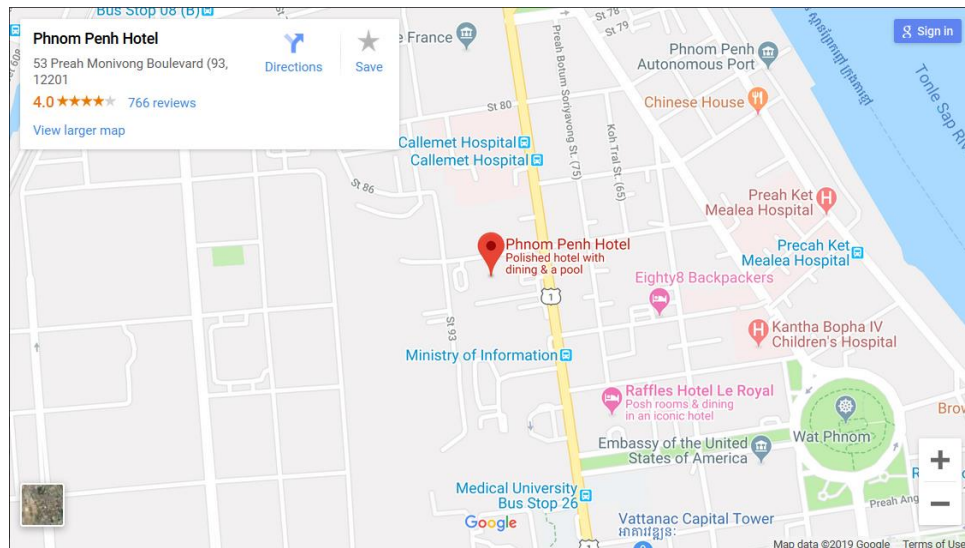 Bus Stop 08 (B)
Phnom Penh Hotel
53 Preah Monivong Boulevard (93,
12201
4.0
766 reviews
View larger map
Directions
Save
Sign in
e France
St 78
St 79
Phnom Penh
Autonomous Port
Chinese House
St 80
Preah Botum Soriyavong St. (75)
Koh Tral St. (65)
Tonle Sap Riv
Callemet Hospital
Callemet Hospital
St 86
Preah Ket
Mealea Hospital
Precah Ket
Mealea Hospital
Phnom Penh Hotel
Polished hotel with
dining & a pool
Eighty8 Backpackers
1
St 93
Kantha Bopha IV
Children's Hospital
Ministry of Information
Raffles Hotel Le Royal
Posh rooms & dining
in an iconic hotel
Brow
Wat Phnom
Embassy of the United
States of America
+
−
Medical University
Bus Stop 26
Preah Ang
Google
Vattanac Capital Tower
1
Map data ©2019 Google
Terms of Use